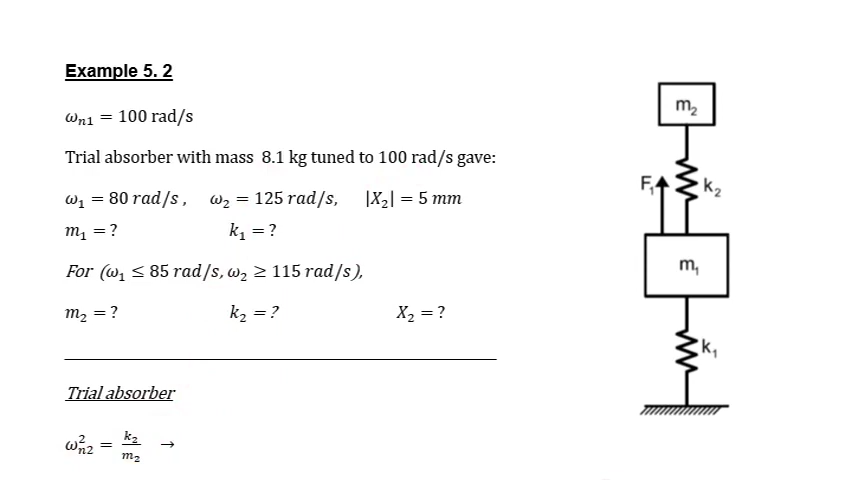 Example 5. 2
ωn1 = 100 rad/s
Trial absorber with mass 8.1 kg tuned to 100 rad/s gave:
ω1 = 80 rad/s , ω2 = 125 rad/s, |X2| = 5 mm
m1 = ? k1 = ?
For (ω1 ≤ 85 rad/s, ω2 ≥ 115 rad/s),
m2 = ? k2 = ? X2 = ?
Trial absorber
ω²n2 = k2/m2 →
m2
F1 k2
m1
k1